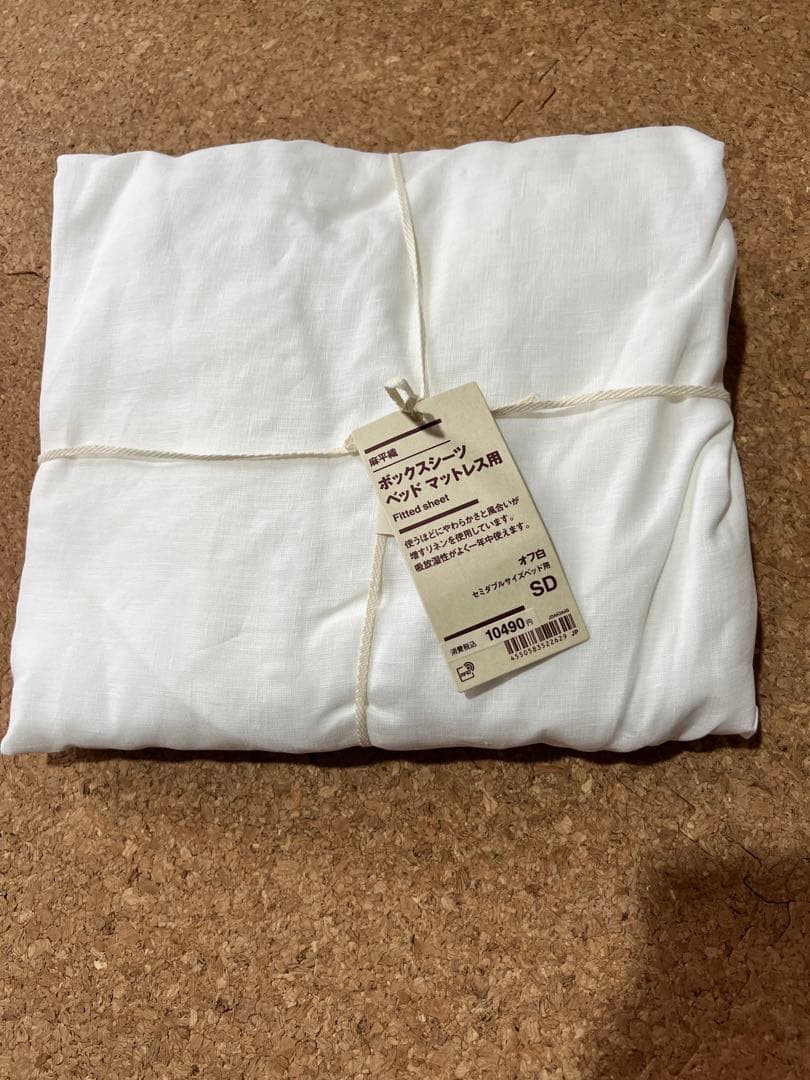 麻平織
ボックスシーツ
ベッド マットレス用
Fitted sheet
使うほどにやわらかさと風合いが
増すリネンを使用しています。
吸放湿性がよく一年中使えます。
オフ白
セミダブルサイズベッド用
SD
消費税込 10490円
4550583522629 JP
RFID